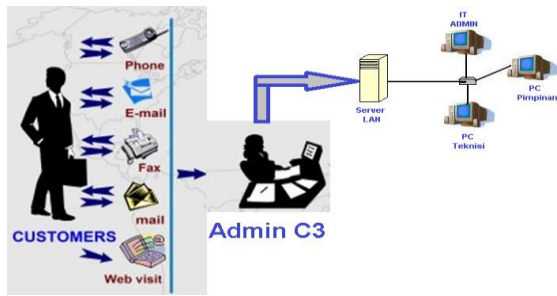 Phone
E-mail
Fax
mail
CUSTOMERS
Web visit
Admin C3
Server
LAN
IT
ADMIN
PC
Pimpinan
PC
Teknisi